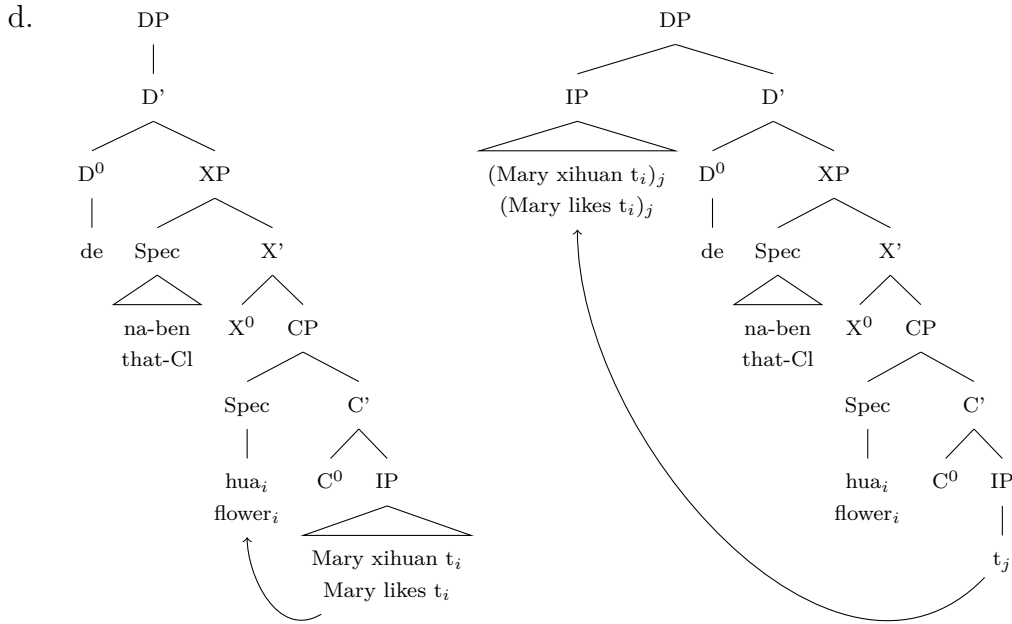 d.
DP DP
D’ IP D’
D⁰ XP (Mary xihuan tᵢ)ⱼ D⁰ XP
(Mary likes tᵢ)ⱼ
de Spec X’ de Spec X’
na-ben X⁰ CP na-ben X⁰ CP
that-Cl that-Cl
Spec C’ Spec C’
huaᵢ C⁰ IP huaᵢ C⁰ IP
flowerᵢ flowerᵢ
Mary xihuan tᵢ tⱼ
Mary likes tᵢ